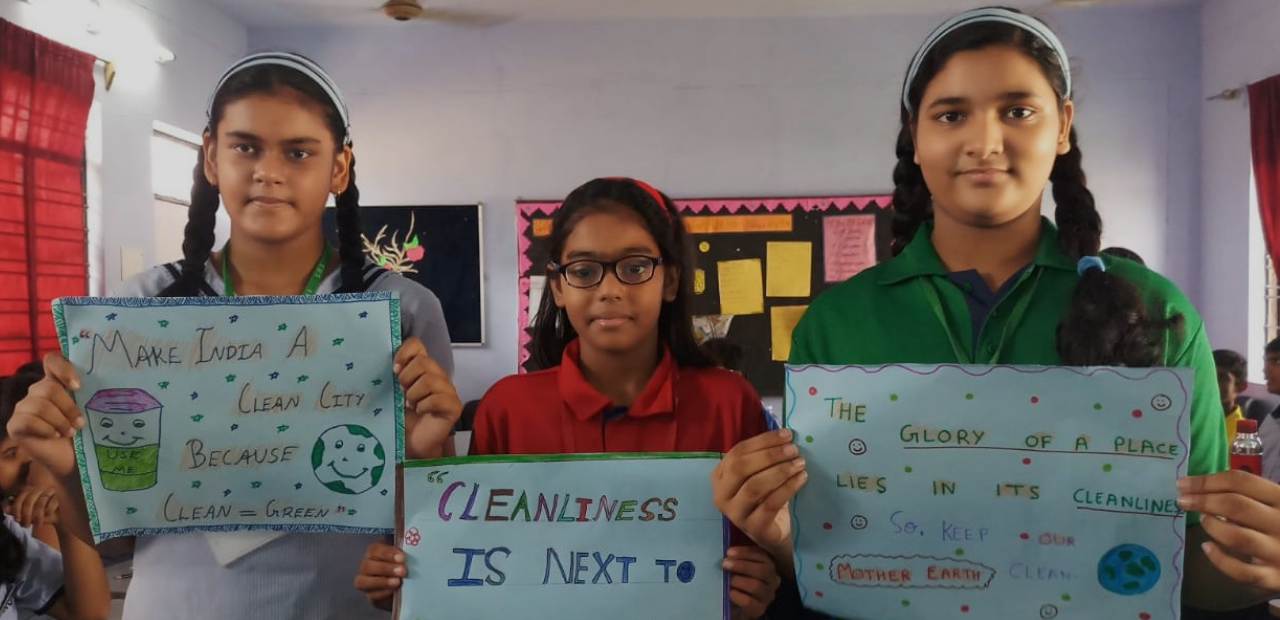 "MAKE INDIA A
CLEAN CITY
BECAUSE
CLEAN = GREEN"
USE
ME
"CLEANLINESS
IS NEXT TO
THE
GLORY OF A PLACE
LIES IN ITS CLEANLINES
SO, KEEP OUR
MOTHER EARTH CLEAN